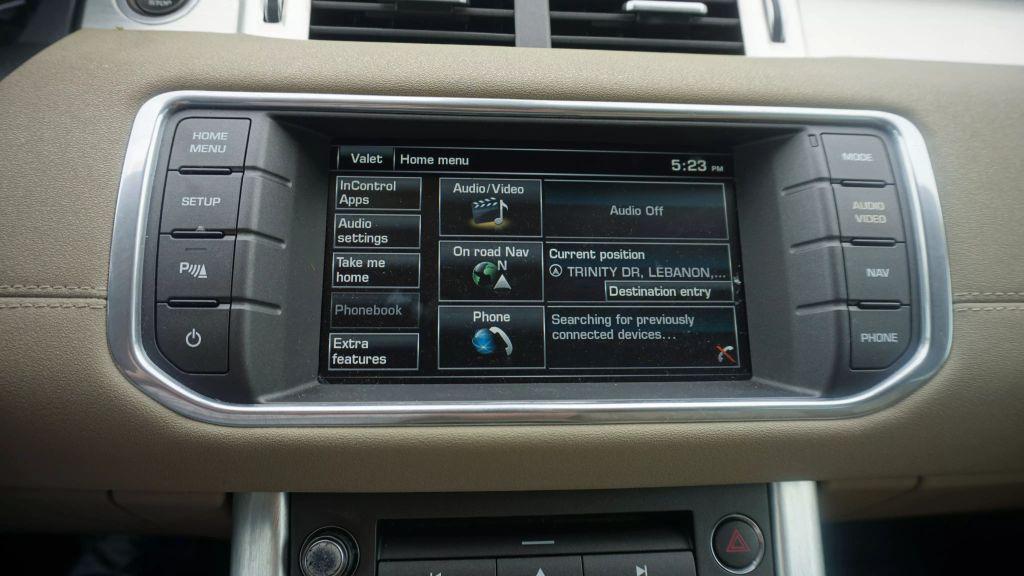 STOP
HOME
MENU
SETUP
P
Valet
Home menu
5:23 PM
InControl
Apps
Audio
settings
Take me
home
Phonebook
Extra
features
Audio/Video
Audio Off
On road Nav
N
Current position
TRINITY DR, LEBANON,...
Destination entry
Phone
Searching for previously
connected devices...
MODE
AUDIO
VIDEO
NAV
PHONE